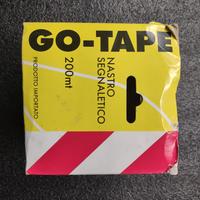 GO-TAPE
NASTRO
SEGNALETICO
200mt
PRODOTTO IMPORTATO